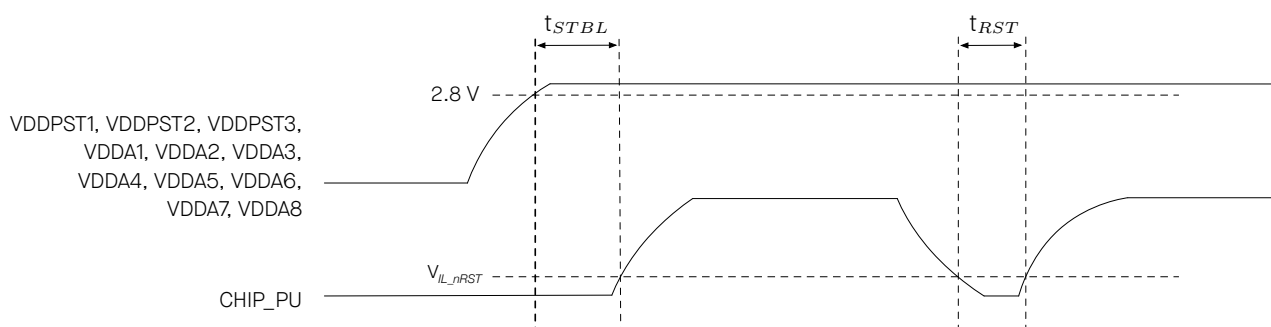 t_STBL
t_RST
2.8 V
VDDPST1, VDDPST2, VDDPST3,
VDDA1, VDDA2, VDDA3,
VDDA4, VDDA5, VDDA6,
VDDA7, VDDA8
V_IL_nRST
CHIP_PU